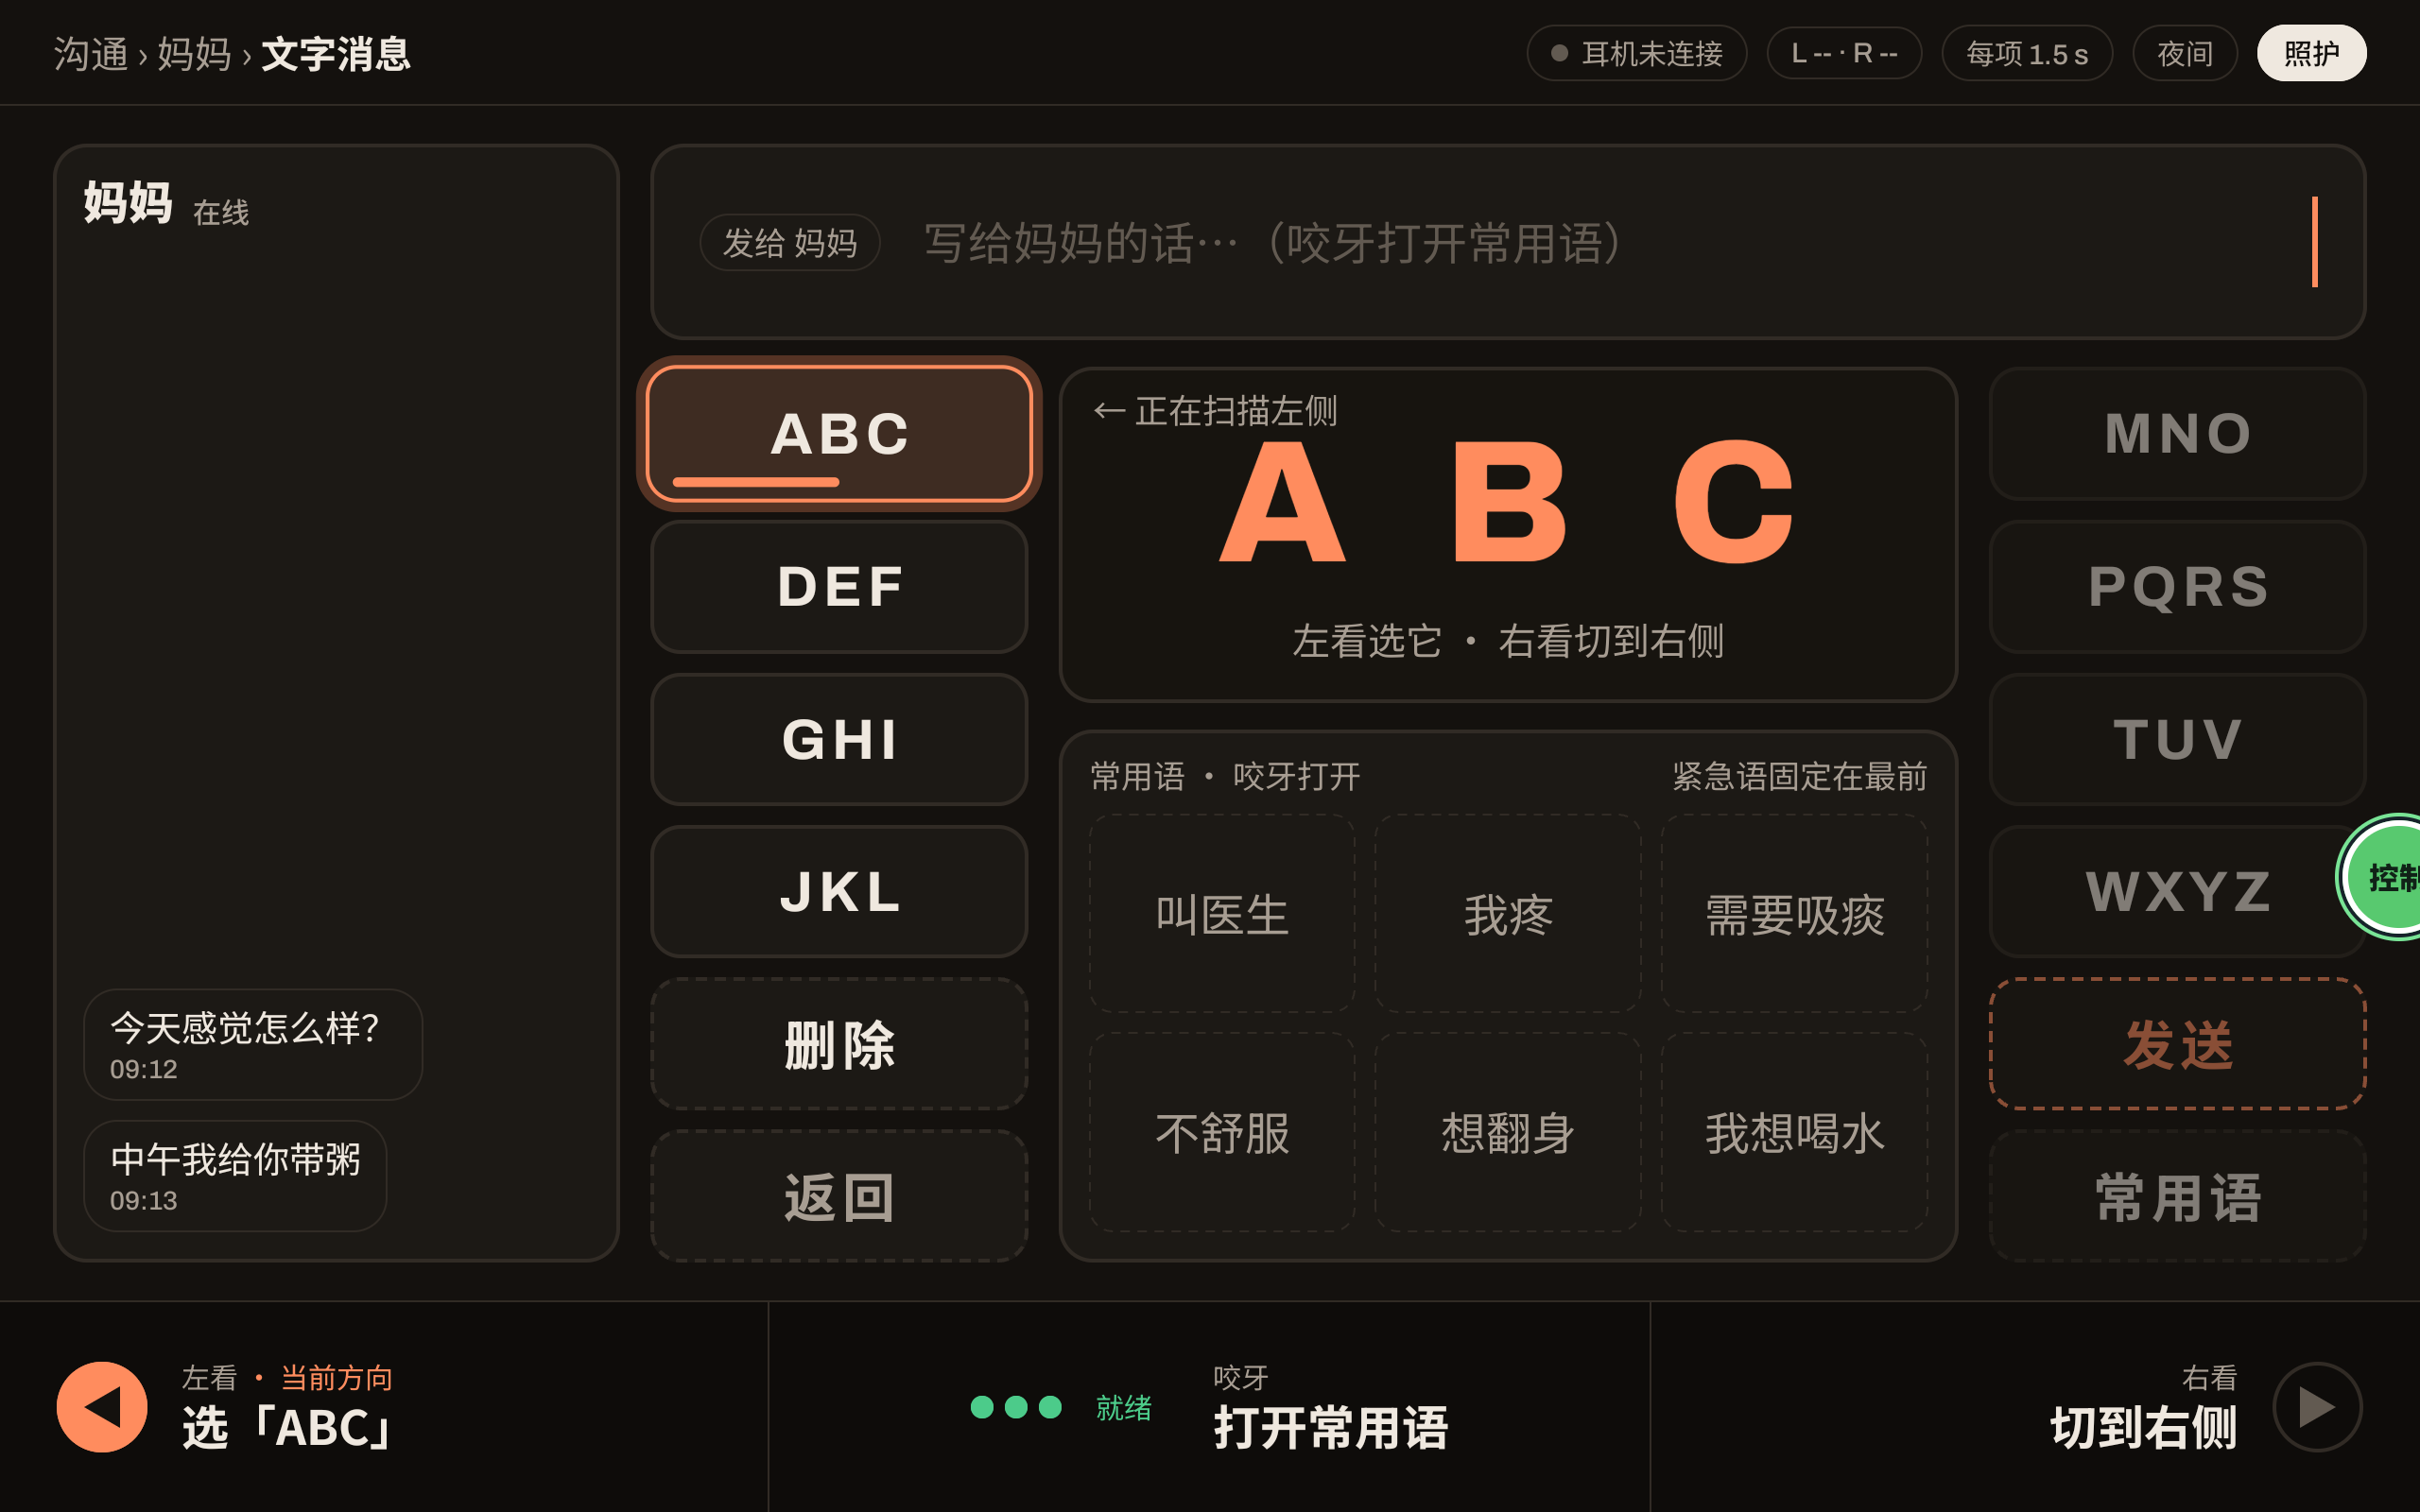 沟通 › 妈妈 › 文字消息
耳机未连接
L -- · R --
每项 1.5 s
夜间
照护
妈妈 在线
今天感觉怎么样？
09:12
中午我给你带粥
09:13
发给 妈妈
写给妈妈的话…（咬牙打开常用语）
ABC
DEF
GHI
JKL
删除
返回
← 正在扫描左侧
A B C
左看选它 · 右看切到右侧
常用语 · 咬牙打开
紧急语固定在最前
叫医生
我疼
需要吸痰
不舒服
想翻身
我想喝水
MNO
PQRS
TUV
WXYZ
发送
常用语
控制
左看 · 当前方向
选「ABC」
就绪
咬牙
打开常用语
右看
切到右侧